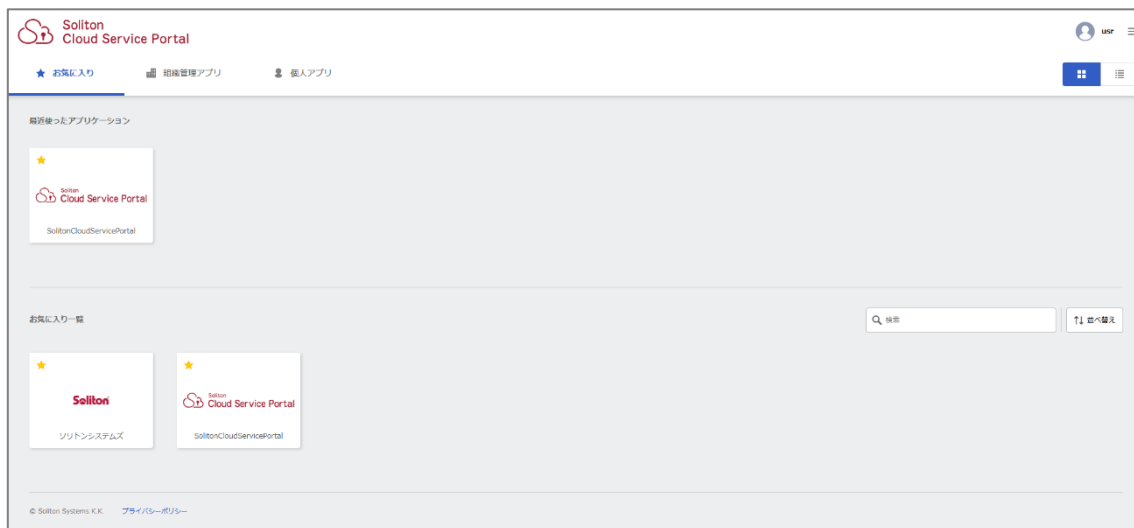 Soliton
Cloud Service Portal
usr
お気に入り
組織管理アプリ
個人アプリ
最近使ったアプリケーション
Soliton
Cloud Service Portal
SolitonCloudServicePortal
お気に入り一覧
検索
並べ替え
Soliton
ソリトンシステムズ
Soliton
Cloud Service Portal
SolitonCloudServicePortal
© Soliton Systems K.K.
プライバシーポリシー